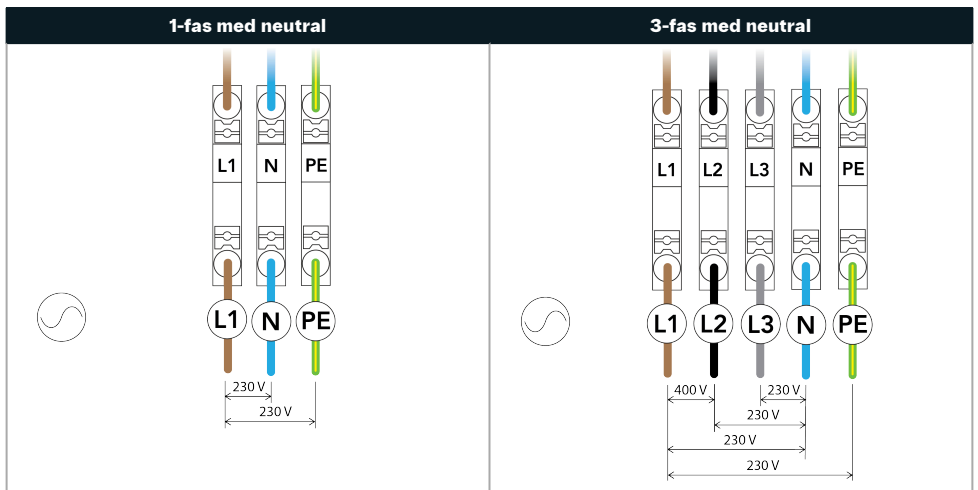 1-fas med neutral
L1 N PE
L1 N PE
230 V
230 V
3-fas med neutral
L1 L2 L3 N PE
L1 L2 L3 N PE
400 V 230 V
230 V
230 V
230 V